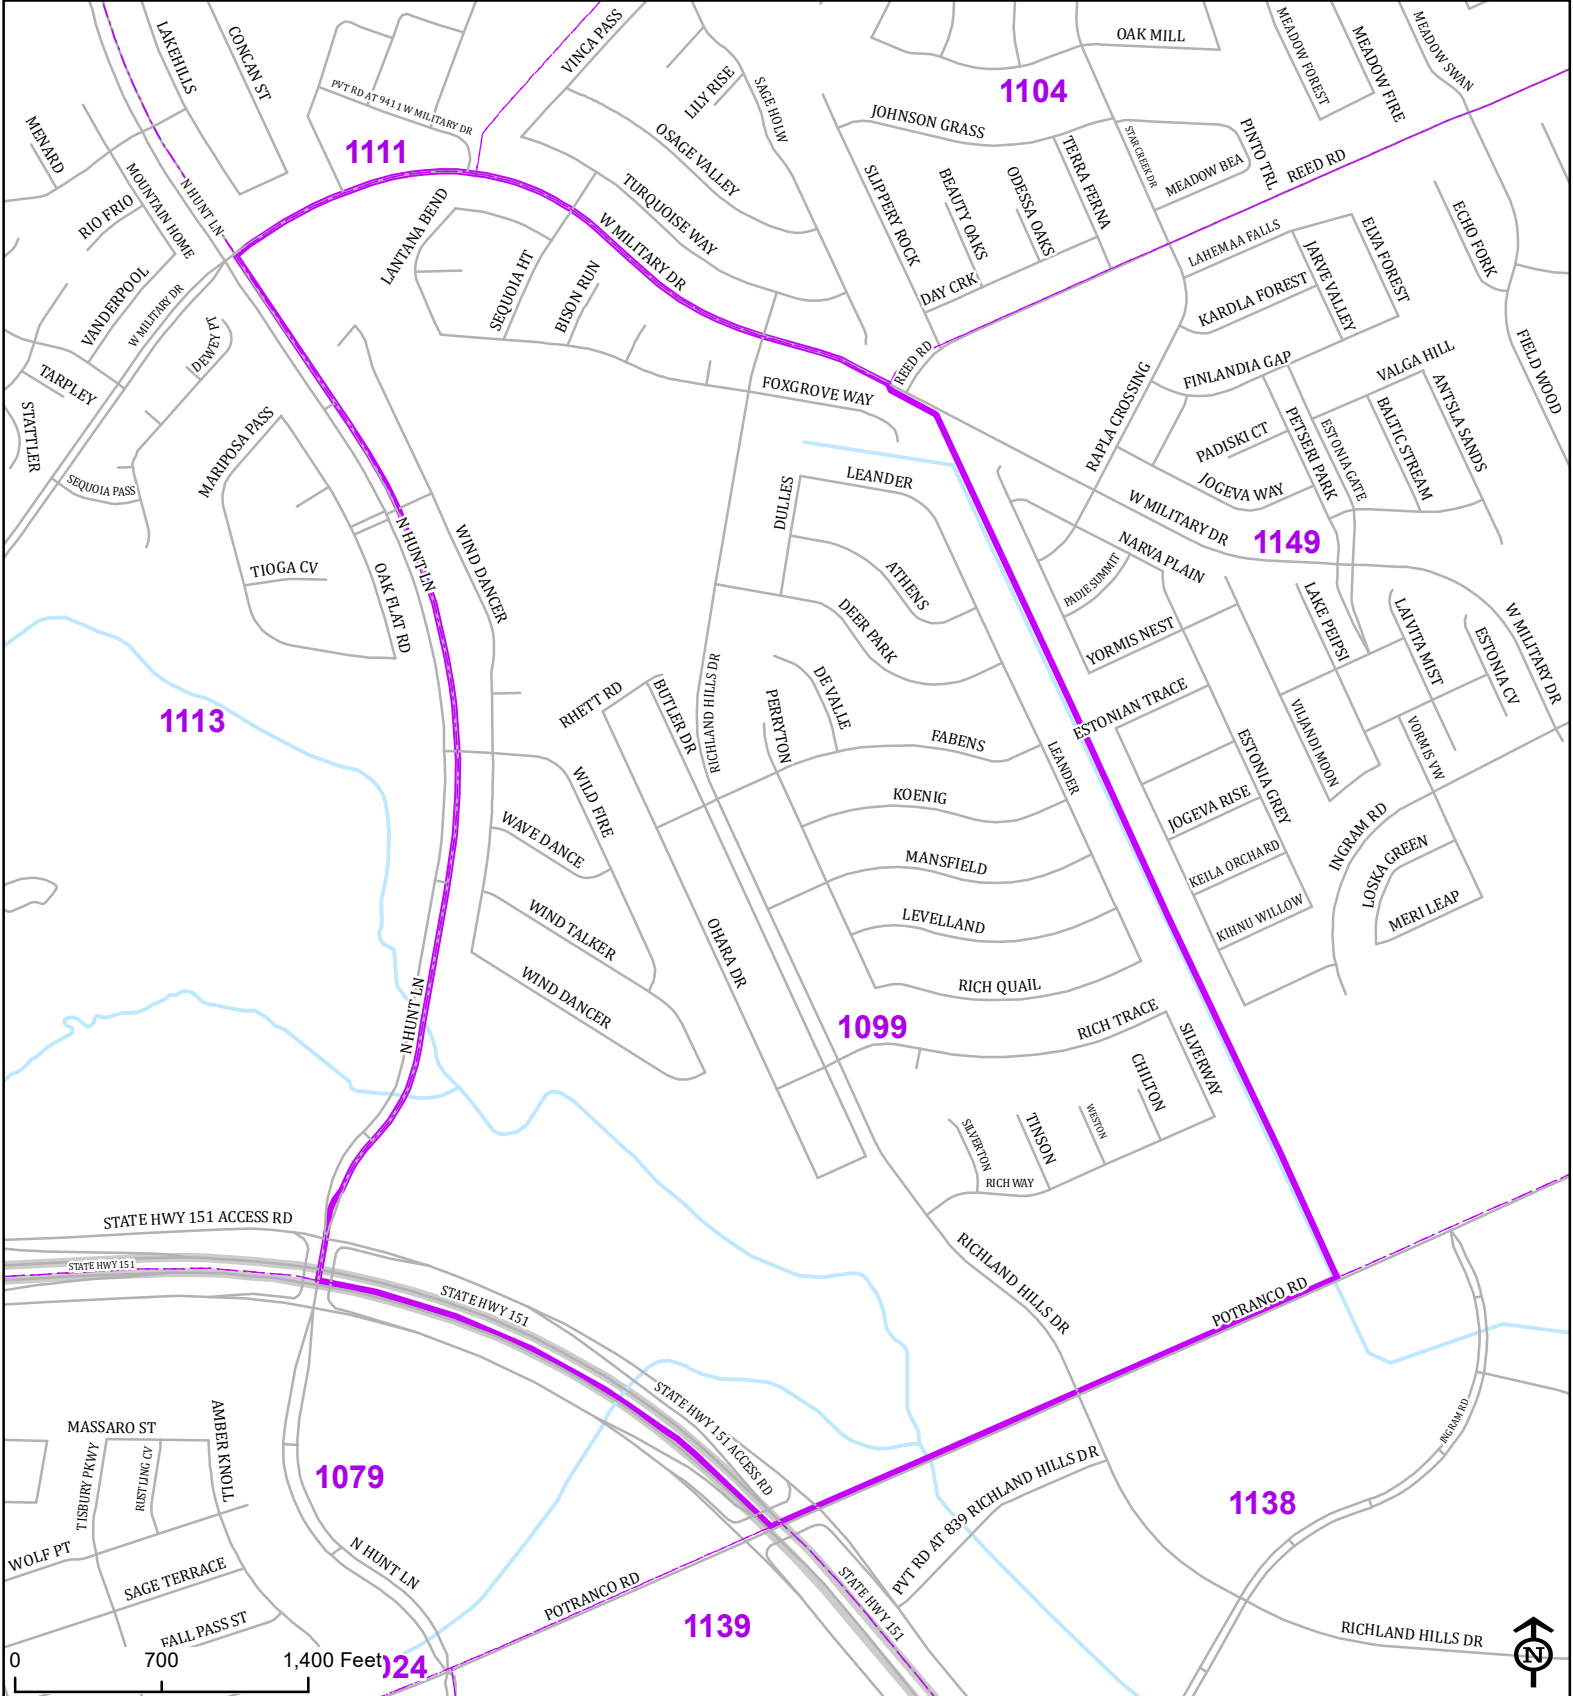 LAKEHILLS
CONCAN ST
VINCA PASS
OAK MILL
MEADOW FOREST
MEADOW FIRE
MEADOW SWAN
PVT RD AT 9411 W MILITARY DR
LILY RISE
SAGE HOLW
1104
1111
OSAGE VALLEY
JOHNSON GRASS
STAR CREEK DR
MEADOW BEA
PINTO TRL
REED RD
MENARD
RIO FRIO
MOUNTAIN HOME
N HUNT LN
LANTANA BEND
TURQUOISE WAY
W MILITARY DR
SLIPPERY ROCK
BEAUTY OAKS
ODESSA OAKS
TERRA FERNA
DAY CRK
LAHEMAA FALLS
KARDLA FOREST
JARVE VALLEY
ELVA FOREST
ECHO FORK
FIELD WOOD
VANDERPOOL
W MILITARY DR
DEWEY PT
TARPLEY
STATTLER
SEQUOIA PASS
MARIPOSA PASS
SEQUOIA HT
BISON RUN
FOXGROVE WAY
REED RD
RAPLA CROSSING
FINLANDIA GAP
VALGA HILL
PADISKI CT
PETSERI PARK
ESTONIA GATE
BALTIC STREAM
ANTSLA SANDS
JOGEVA WAY
W MILITARY DR
1149
NARVA PLAIN
PADIE SUMMIT
YORMIS NEST
LAKE PEIPSI
LAIVITA MIST
ESTONIA CV
W MILITARY DR
TIOGA CV
OAK FLAT RD
N HUNT LN
WIND DANCER
DULLES
LEANDER
ATHENS
DEER PARK
1113
RHETT RD
BUTLER DR
RICHLAND HILLS DR
PERRYTON
DE VALLE
FABENS
LEANDER
ESTONIAN TRACE
ESTONIA GREY
VILJANDI MOON
VORMIS VW
KOENIG
JOGEVA RISE
INGRAM RD
WILD FIRE
WAVE DANCE
MANSFIELD
KEILA ORCHARD
LOSKA GREEN
MERI LEAP
WIND TALKER
OHARA DR
LEVELLAND
KIHNU WILLOW
WIND DANCER
RICH QUAIL
N HUNT LN
1099
RICH TRACE
SILVERWAY
CHILTON
WESTON
TINSON
SILVERTON
RICH WAY
STATE HWY 151 ACCESS RD
STATE HWY 151
STATE HWY 151
RICHLAND HILLS DR
POTRANCO RD
STATE HWY 151 ACCESS RD
INGRAM RD
MASSARO ST
AMBER KNOLL
TISBURY PKWY
RUSTLING CV
1079
1138
PVT RD AT 839 RICHLAND HILLS DR
WOLF PT
N HUNT LN
SAGE TERRACE
POTRANCO RD
STATE HWY 151
FALL PASS ST
1139
RICHLAND HILLS DR
0 700 1,400 Feet
024
N